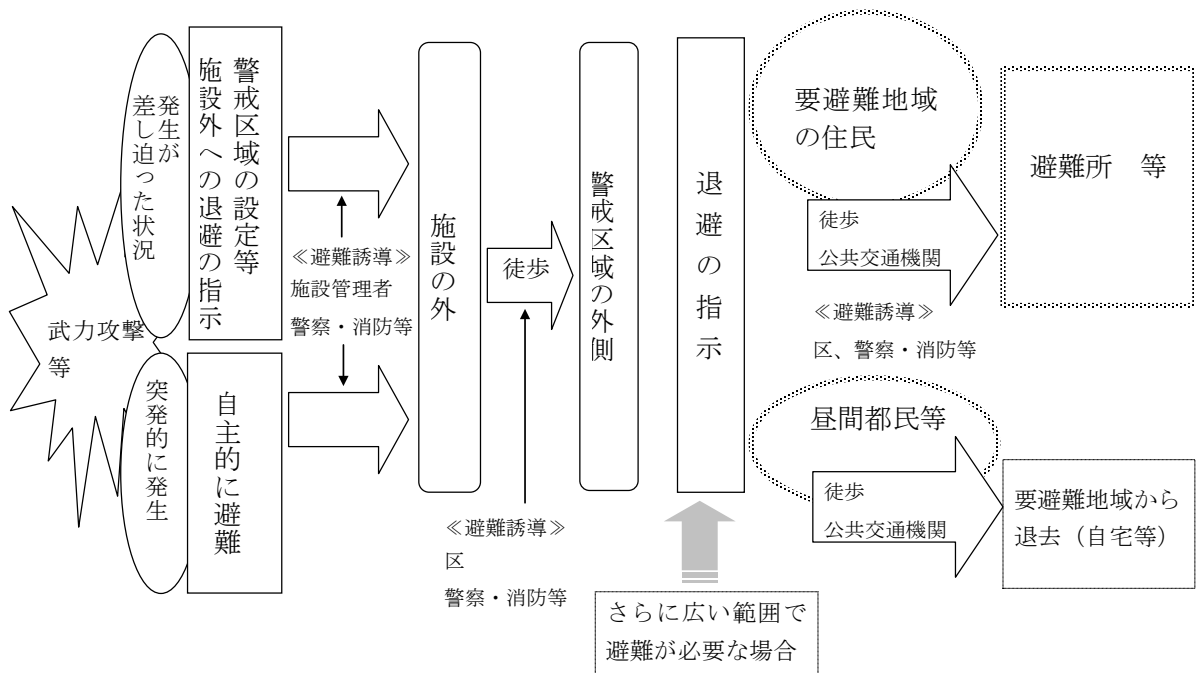 武力攻撃
等
発生が
差し迫った状況
警戒区域の設定等
施設外への退避の指示
突発的に発生
自主的に避難
≪避難誘導≫
施設管理者
警察・消防等
施設の外
徒歩
≪避難誘導≫
区
警察・消防等
警戒区域の外側
退避の指示
さらに広い範囲で
避難が必要な場合
要避難地域
の住民
徒歩
公共交通機関
≪避難誘導≫
区、警察・消防等
避難所　等
昼間都民等
徒歩
公共交通機関
要避難地域から
退去（自宅等）